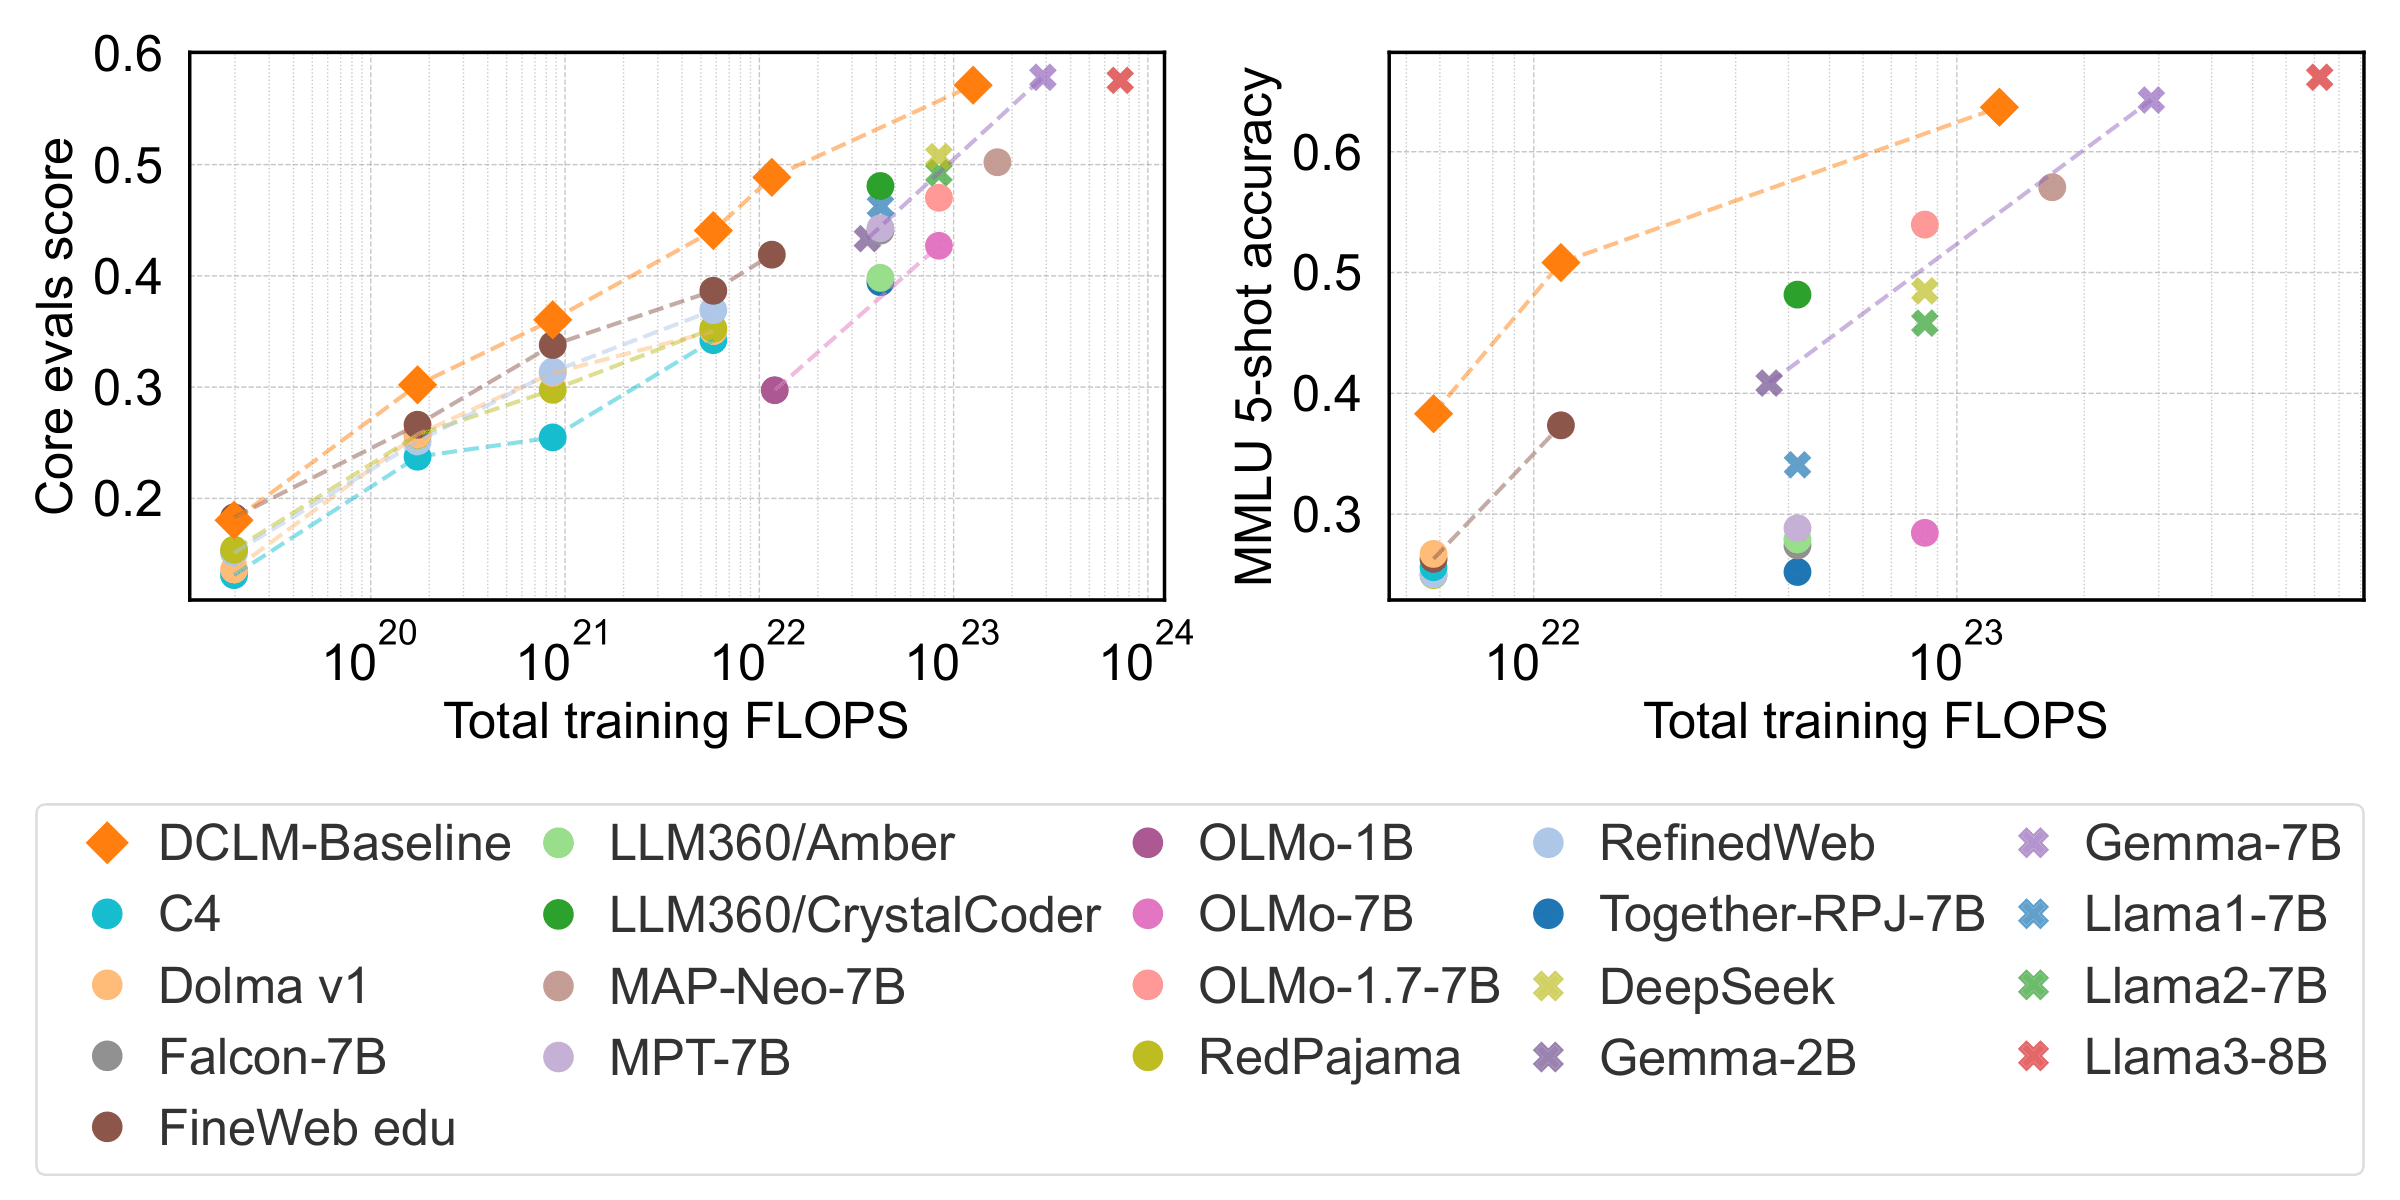 0.6
0.5
0.4
0.3
0.2
Core evals score
10^20 10^21 10^22 10^23 10^24
Total training FLOPS
0.6
0.5
0.4
0.3
MMLU 5-shot accuracy
10^22 10^23
Total training FLOPS
DCLM-Baseline
C4
Dolma v1
Falcon-7B
FineWeb edu
LLM360/Amber
LLM360/CrystalCoder
MAP-Neo-7B
MPT-7B
OLMo-1B
OLMo-7B
OLMo-1.7-7B
RedPajama
RefinedWeb
Together-RPJ-7B
DeepSeek
Gemma-2B
Gemma-7B
Llama1-7B
Llama2-7B
Llama3-8B